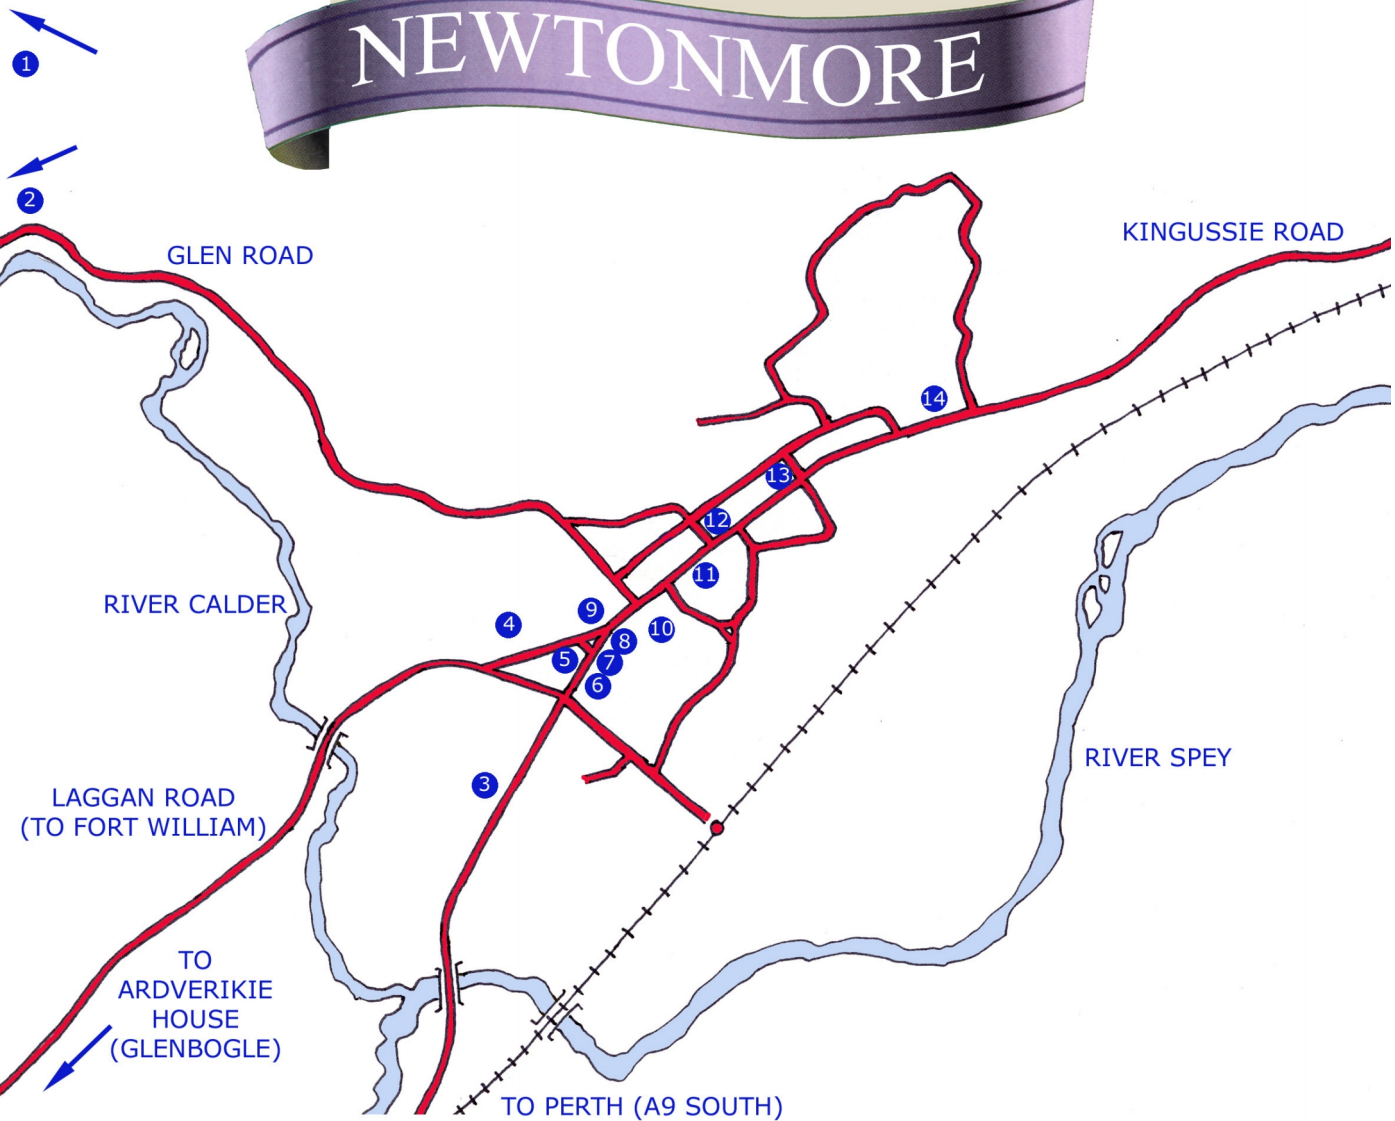 NEWTONMORE
1
2
GLEN ROAD
KINGUSSIE ROAD
14
13
12
11
RIVER CALDER
9
4
10
8
5
7
6
RIVER SPEY
3
LAGGAN ROAD
(TO FORT WILLIAM)
TO
ARDVERIKIE
HOUSE
(GLENBOGLE)
TO PERTH (A9 SOUTH)